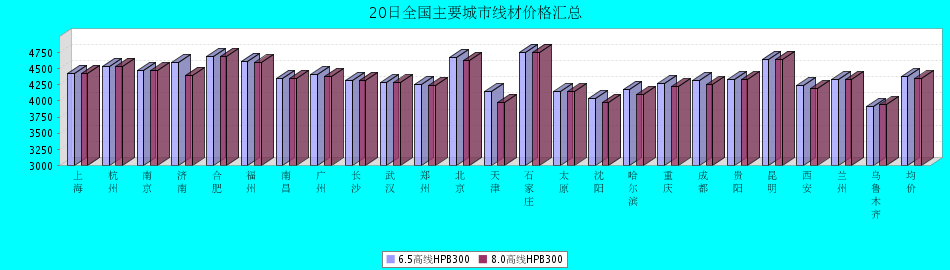 20日全国主要城市线材价格汇总
4750
4500
4250
4000
3750
3500
3250
3000
上海
杭州
南京
济南
合肥
福州
南昌
广州
长沙
武汉
郑州
北京
天津
石家庄
太原
沈阳
哈尔滨
重庆
成都
贵阳
昆明
西安
兰州
乌鲁木齐
均价
6.5高线HPB300
8.0高线HPB300